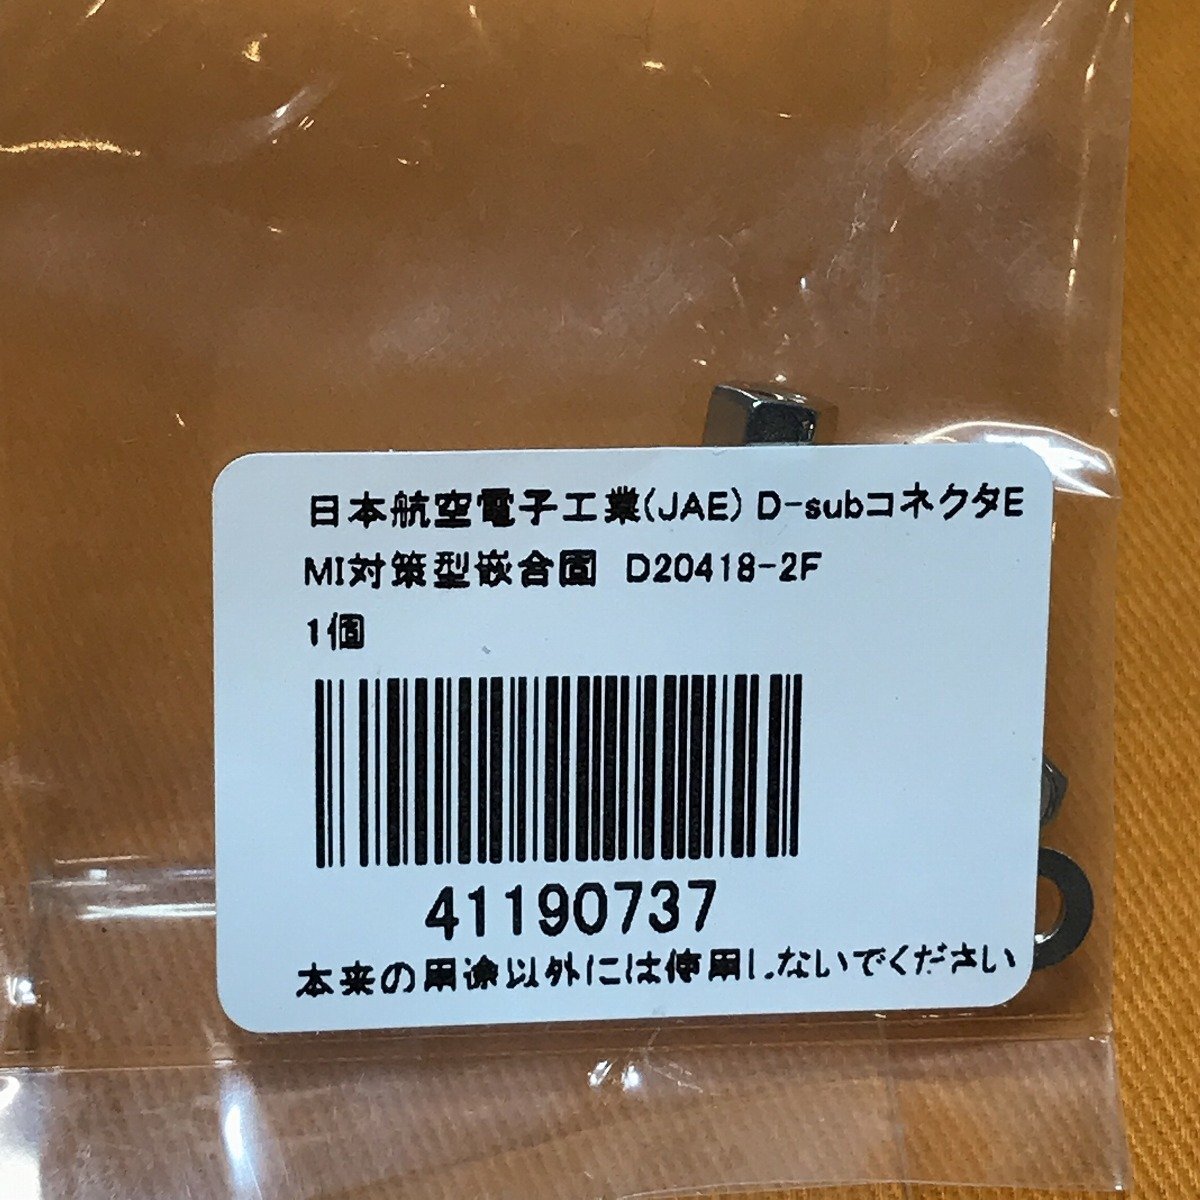 日本航空電子工業(JAE) D-subコネクタE
MI対策型嵌合固 D20418-2F
1個
41190737
本来の用途以外には使用しないでください